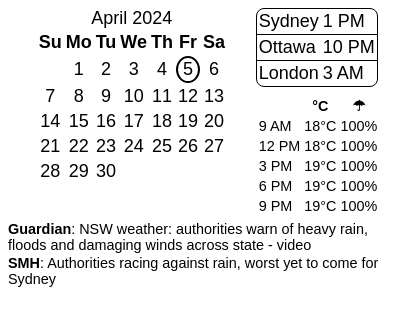 April 2024
Su Mo Tu We Th Fr Sa
1 2 3 4 5 6
7 8 9 10 11 12 13
14 15 16 17 18 19 20
21 22 23 24 25 26 27
28 29 30
Sydney 1 PM
Ottawa 10 PM
London 3 AM
°C ☂
9 AM 18°C 100%
12 PM 18°C 100%
3 PM 19°C 100%
6 PM 19°C 100%
9 PM 19°C 100%
Guardian: NSW weather: authorities warn of heavy rain,
floods and damaging winds across state - video
SMH: Authorities racing against rain, worst yet to come for
Sydney